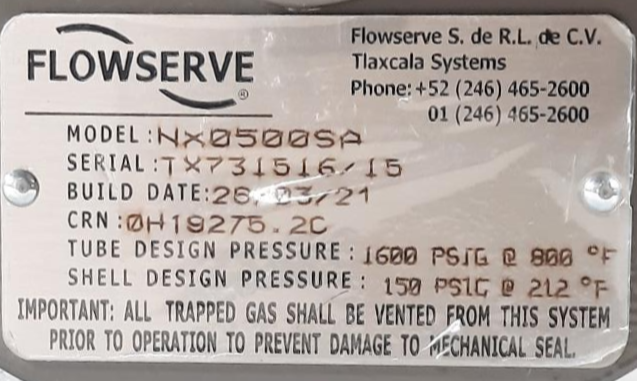 FLOWSERVE ®
Flowserve S. de R.L. de C.V.
Tlaxcala Systems
Phone: +52 (246) 465-2600
01 (246) 465-2600
MODEL : NX0500SA
SERIAL : TX731516/15
BUILD DATE: 26/03/21
CRN : 0H19275.2C
TUBE DESIGN PRESSURE : 1600 PSIG @ 800 °F
SHELL DESIGN PRESSURE : 150 PSIG @ 212 °F
IMPORTANT: ALL TRAPPED GAS SHALL BE VENTED FROM THIS SYSTEM
PRIOR TO OPERATION TO PREVENT DAMAGE TO MECHANICAL SEAL.